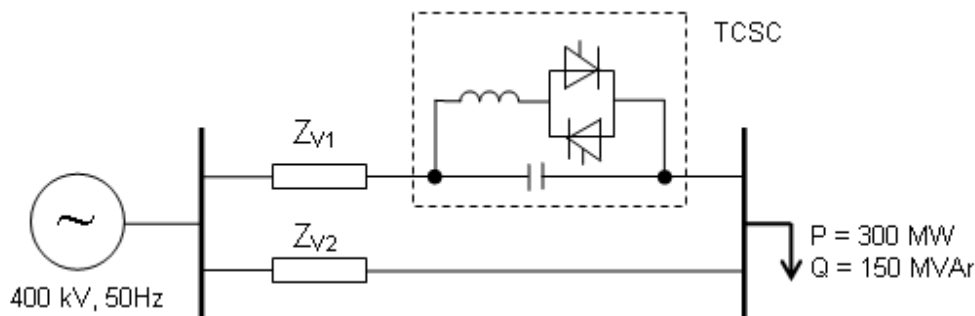 TCSC
Z_V1
Z_V2
~
400 kV, 50Hz
P = 300 MW
Q = 150 MVAr